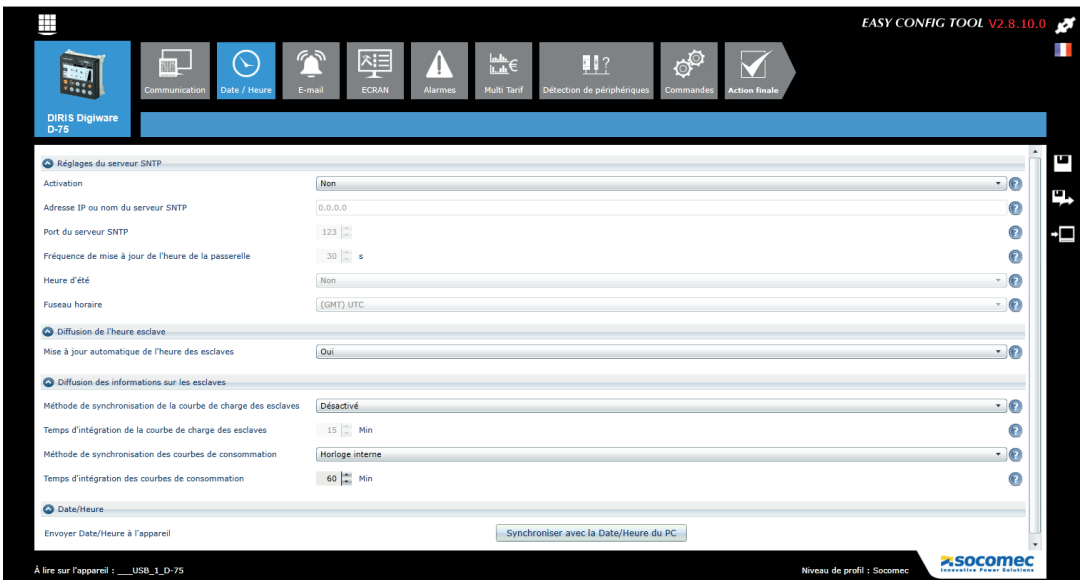 EASY CONFIG TOOL V2.8.10.0
Communication
Date / Heure
E-mail
ECRAN
Alarmes
Multi Tarif
Détection de périphériques
Commandes
Action finale
DIRIS Digiware
D-75
Réglages du serveur SNTP
Activation
Non
Adresse IP ou nom du serveur SNTP
0.0.0.0
Port du serveur SNTP
123
Fréquence de mise à jour de l'heure de la passerelle
30 s
Heure d'été
Non
Fuseau horaire
(GMT) UTC
Diffusion de l'heure esclave
Mise à jour automatique de l'heure des esclaves
Oui
Diffusion des informations sur les esclaves
Méthode de synchronisation de la courbe de charge des esclaves
Désactivé
Temps d'intégration de la courbe de charge des esclaves
15 Min
Méthode de synchronisation des courbes de consommation
Horloge interne
Temps d'intégration des courbes de consommation
60 Min
Date/Heure
Envoyer Date/Heure à l'appareil
Synchroniser avec la Date/Heure du PC
À lire sur l'appareil : ___USB_1_D-75
Niveau de profil : Socomec
socomec
Innovative Power Solutions